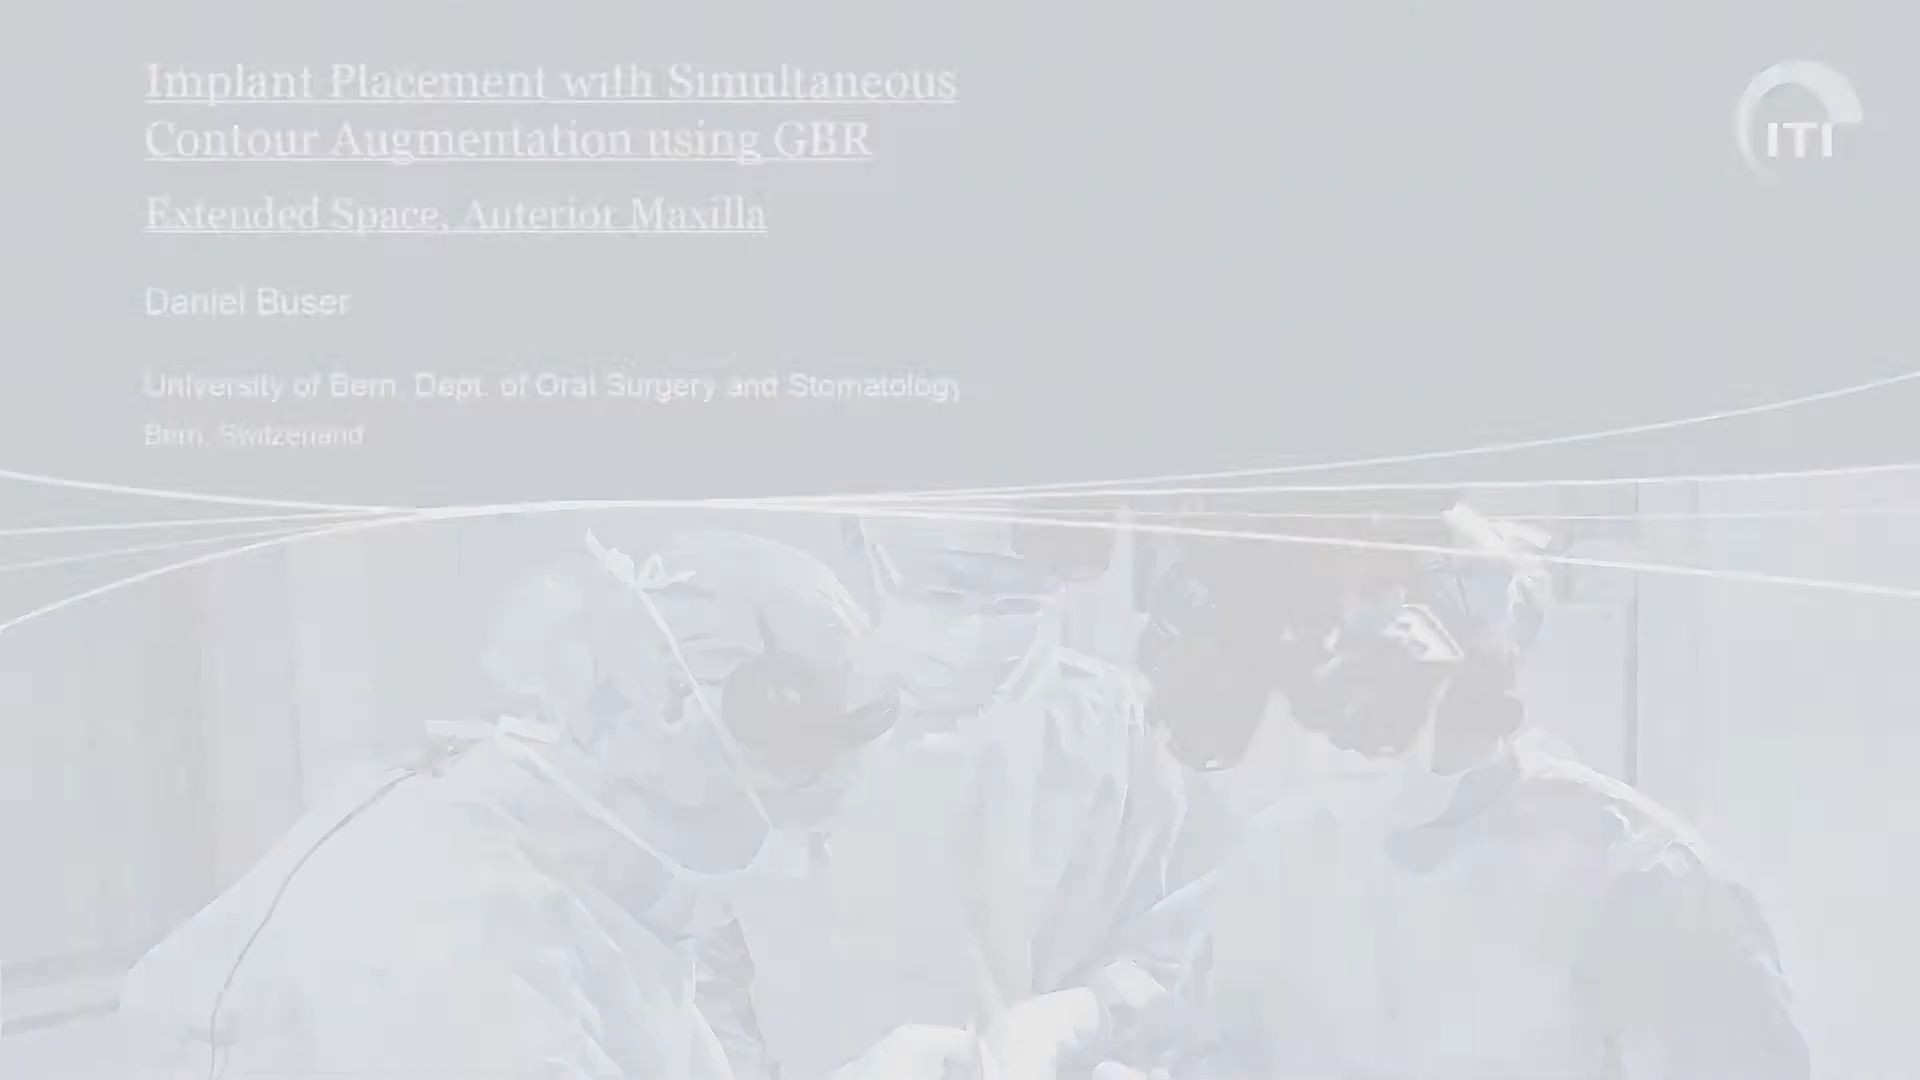 Implant Placement with Simultaneous
Contour Augmentation using GBR
Extended Space, Anterior Maxilla
Daniel Buser
University of Bern, Dept. of Oral Surgery and Stomatology
Bern, Switzerland
ITI